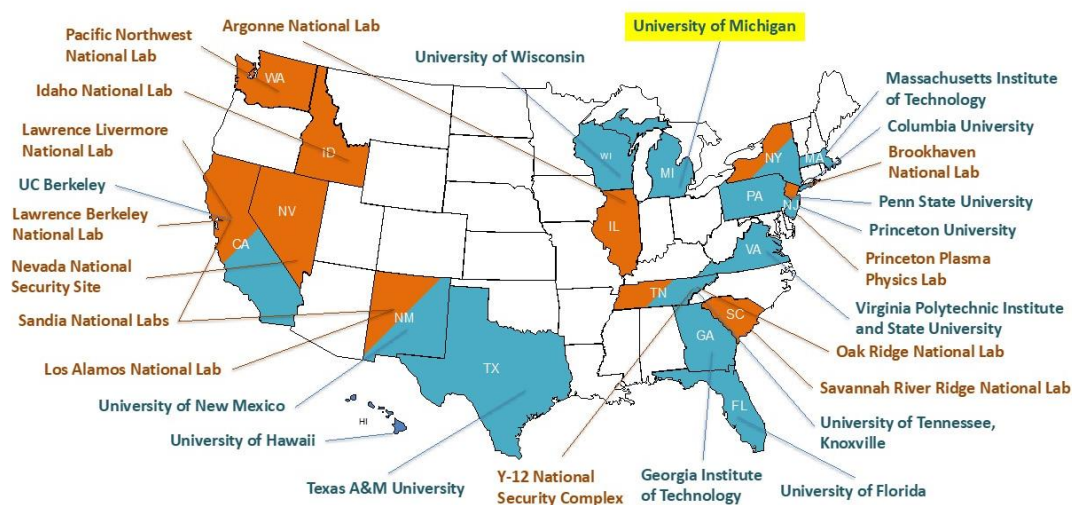 Argonne National Lab
University of Michigan
Pacific Northwest
National Lab
University of Wisconsin
Idaho National Lab
Massachusetts Institute
of Technology
Lawrence Livermore
National Lab
Columbia University
UC Berkeley
Brookhaven
National Lab
Lawrence Berkeley
National Lab
Penn State University
Princeton University
Nevada National
Security Site
Princeton Plasma
Physics Lab
Sandia National Labs
Virginia Polytechnic Institute
and State University
Los Alamos National Lab
Oak Ridge National Lab
Savannah River Ridge National Lab
University of New Mexico
University of Hawaii
University of Tennessee,
Knoxville
Texas A&M University
Y-12 National
Security Complex
Georgia Institute
of Technology
University of Florida
WA
ID
NV
CA
NM
TX
HI
WI
MI
IL
TN
NY
MA
PA
NJ
VA
SC
GA
FL